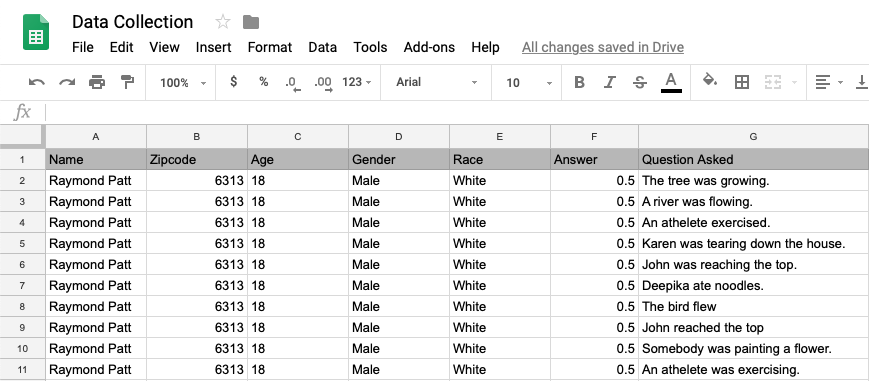 Data Collection
File Edit View Insert Format Data Tools Add-ons Help All changes saved in Drive
100% $ % .0 .00 123 Arial 10 B I S A
fx
A B C D E F G
1 Name Zipcode Age Gender Race Answer Question Asked
2 Raymond Patt 6313 18 Male White 0.5 The tree was growing.
3 Raymond Patt 6313 18 Male White 0.5 A river was flowing.
4 Raymond Patt 6313 18 Male White 0.5 An athelete exercised.
5 Raymond Patt 6313 18 Male White 0.5 Karen was tearing down the house.
6 Raymond Patt 6313 18 Male White 0.5 John was reaching the top.
7 Raymond Patt 6313 18 Male White 0.5 Deepika ate noodles.
8 Raymond Patt 6313 18 Male White 0.5 The bird flew
9 Raymond Patt 6313 18 Male White 0.5 John reached the top
10 Raymond Patt 6313 18 Male White 0.5 Somebody was painting a flower.
11 Raymond Patt 6313 18 Male White 0.5 An athelete was exercising.